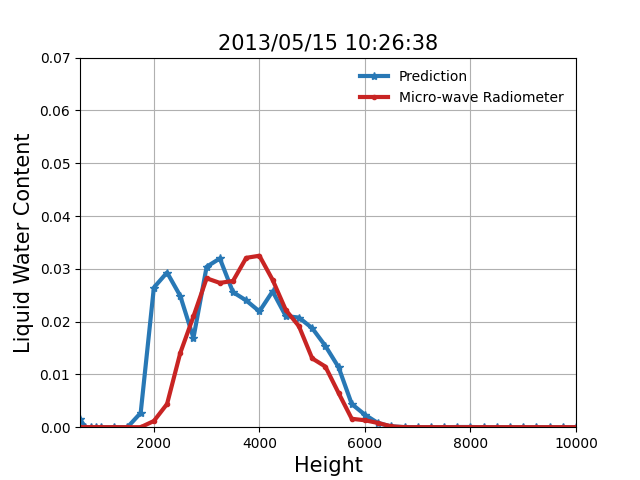 2013/05/15 10:26:38
0.07
0.06
0.05
0.04
0.03
0.02
0.01
0.00
Liquid Water Content
Prediction
Micro-wave Radiometer
2000 4000 6000 8000 10000
Height